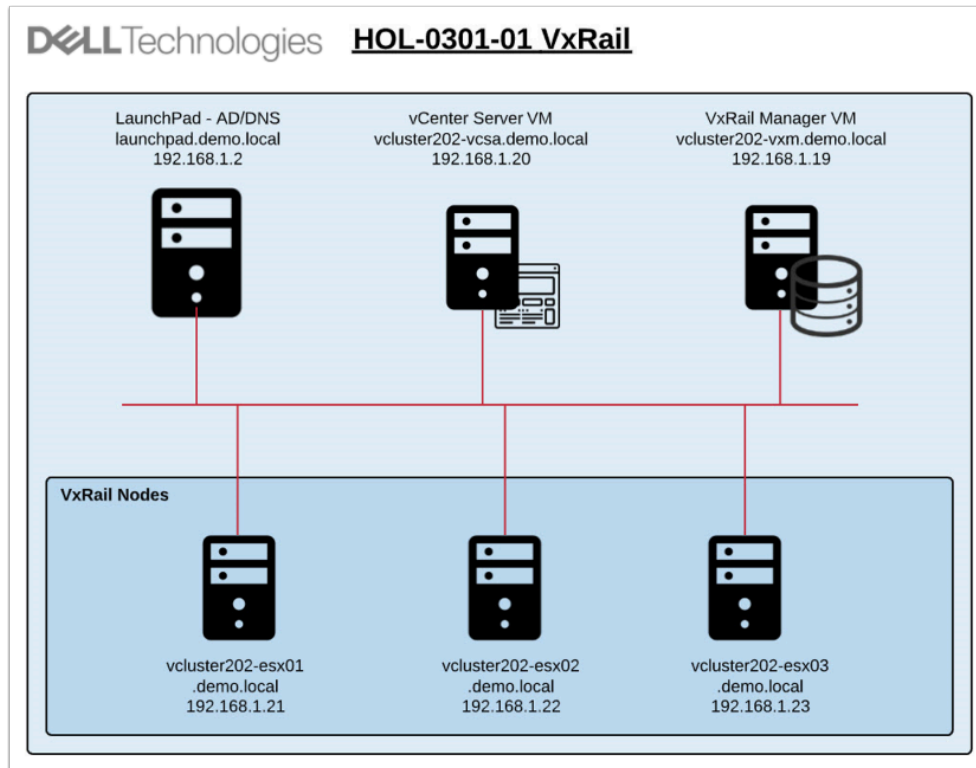 DELL Technologies HOL-0301-01 VxRail
LaunchPad - AD/DNS
launchpad.demo.local
192.168.1.2
vCenter Server VM
vcluster202-vcsa.demo.local
192.168.1.20
VxRail Manager VM
vcluster202-vxm.demo.local
192.168.1.19
VxRail Nodes
vcluster202-esx01
.demo.local
192.168.1.21
vcluster202-esx02
.demo.local
192.168.1.22
vcluster202-esx03
.demo.local
192.168.1.23